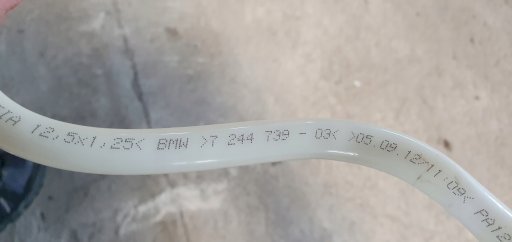 12,5x1,25< BMW >7 244 739 - 03< >05.09.12/11:09< PA12